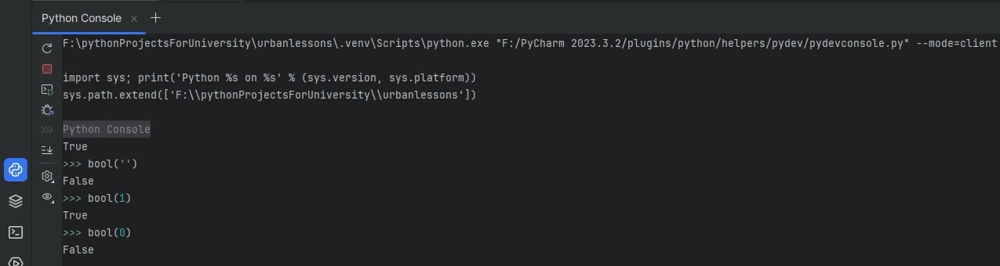 Python Console
F:\pythonProjectsForUniversity\urbanlessons\.venv\Scripts\python.exe "F:/PyCharm 2023.3.2/plugins/python/helpers/pydev/pydevconsole.py" --mode=client
import sys; print('Python %s on %s' % (sys.version, sys.platform))
sys.path.extend(['F:\\pythonProjectsForUniversity\\urbanlessons'])
Python Console
True
>>> bool('')
False
>>> bool(1)
True
>>> bool(0)
False